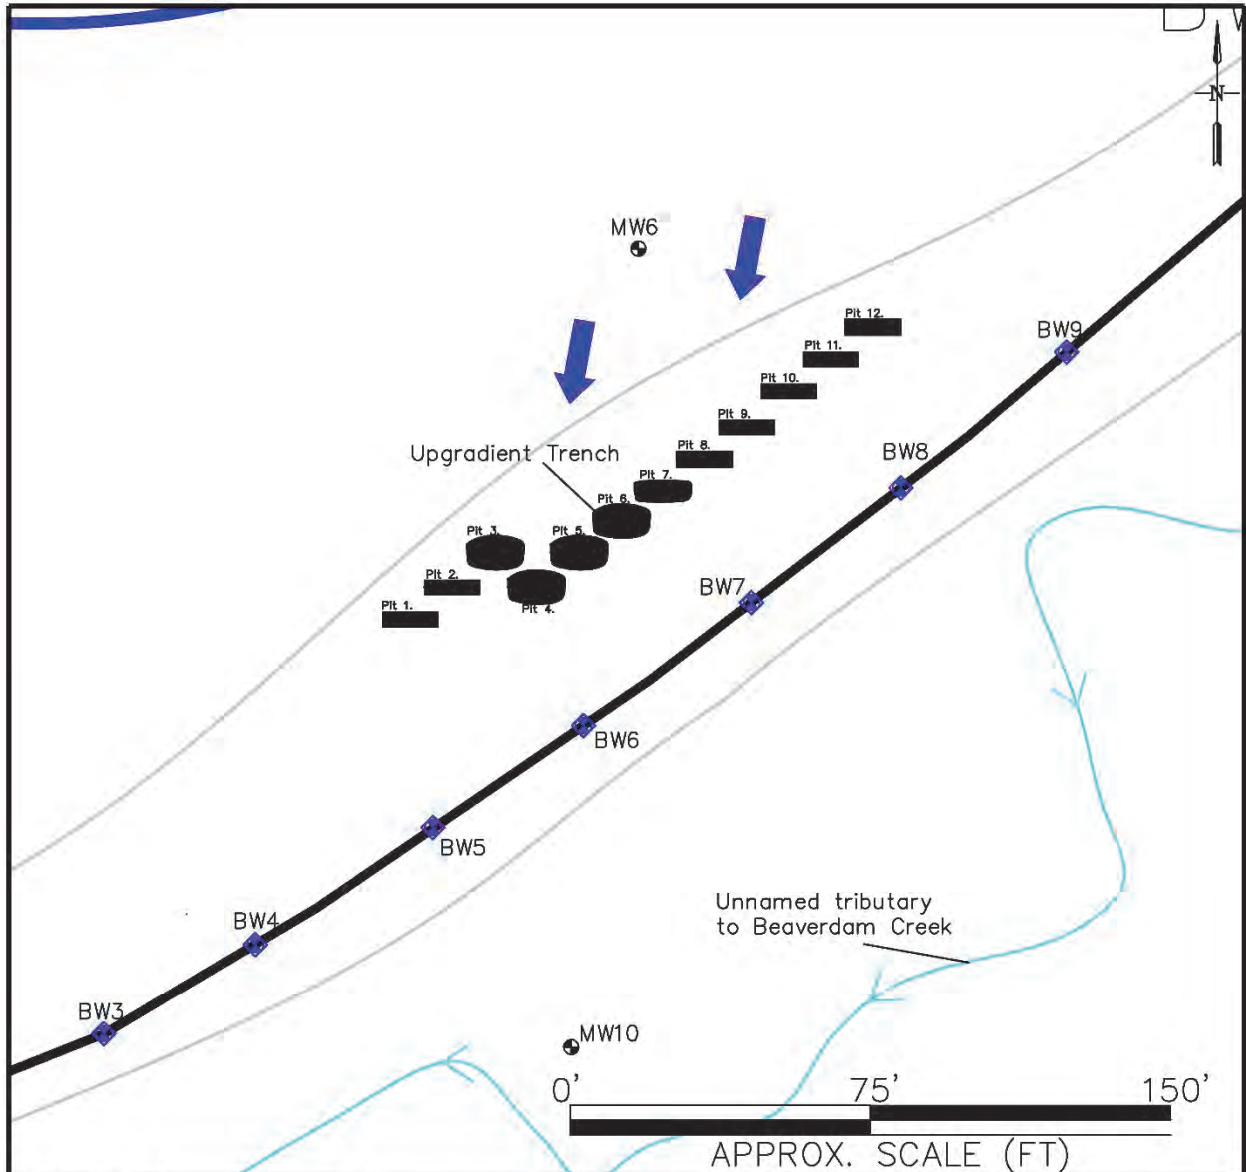 N
MW6
Pit 12.
BW9
Pit 11.
Pit 10.
Pit 9.
Upgradient Trench
Pit 8.
BW8
Pit 7.
Pit 6.
Pit 3.
Pit 5.
Pit 2.
BW7
Pit 1.
Pit 4.
BW6
BW5
Unnamed tributary
to Beaverdam Creek
BW4
BW3
MW10
0' 75' 150'
APPROX. SCALE (FT)